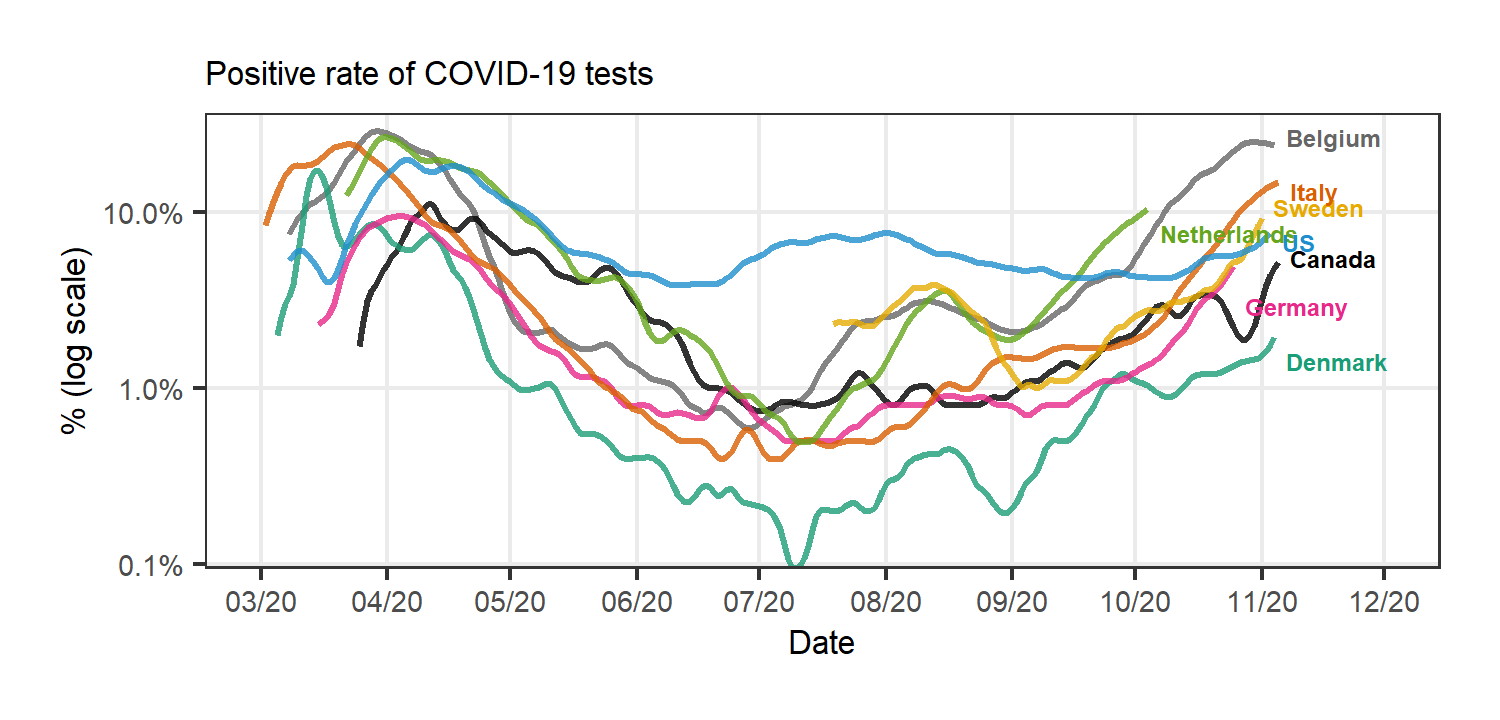 Positive rate of COVID-19 tests
% (log scale)
10.0%
1.0%
0.1%
Belgium
Italy
Sweden
Netherlands
US
Canada
Germany
Denmark
03/20 04/20 05/20 06/20 07/20 08/20 09/20 10/20 11/20 12/20
Date